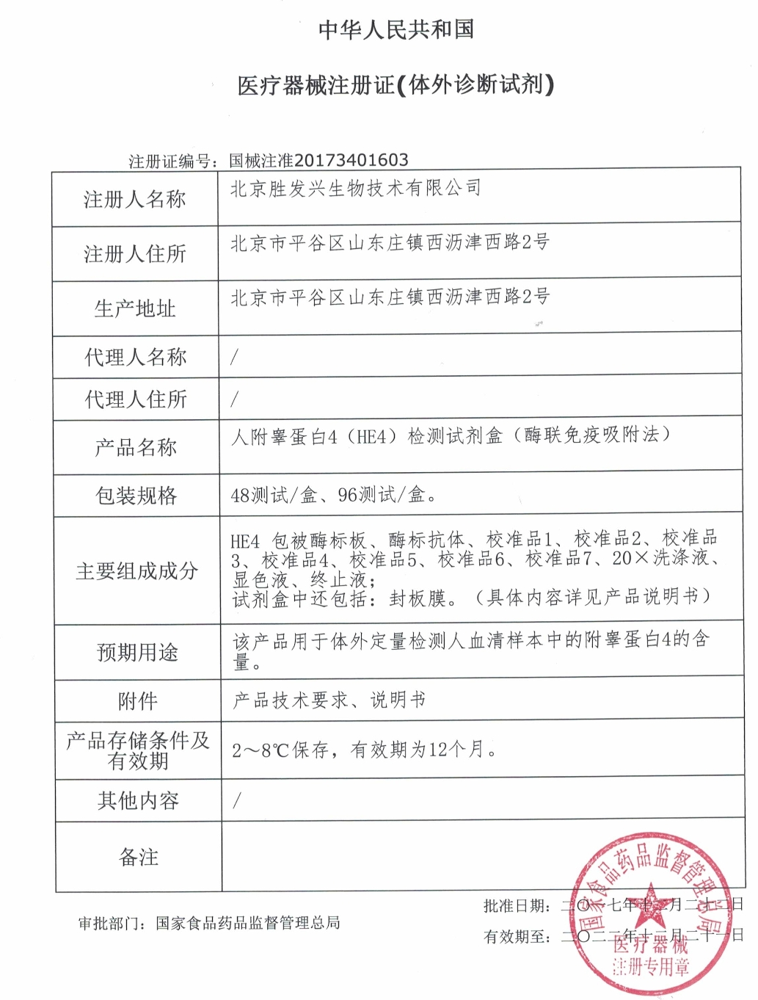 中华人民共和国
医疗器械注册证(体外诊断试剂)
注册证编号：国械注准20173401603
注册人名称 北京胜发兴生物技术有限公司
注册人住所 北京市平谷区山东庄镇西沥津西路2号
生产地址 北京市平谷区山东庄镇西沥津西路2号
代理人名称 /
代理人住所 /
产品名称 人附睾蛋白4（HE4）检测试剂盒（酶联免疫吸附法）
包装规格 48测试/盒、96测试/盒。
主要组成成分
HE4 包被酶标板、酶标抗体、校准品1、校准品2、校准品
3、校准品4、校准品5、校准品6、校准品7、20×洗涤液、
显色液、终止液；
试剂盒中还包括：封板膜。（具体内容详见产品说明书）
预期用途
该产品用于体外定量检测人血清样本中的附睾蛋白4的含
量。
附件 产品技术要求、说明书
产品存储条件及
有效期
2～8℃保存，有效期为12个月。
其他内容 /
备注
审批部门：国家食品药品监督管理总局
批准日期：二〇一七年十二月二十二日
有效期至：二〇二二年十二月二十一日
国家食品药品监督管理总局
医疗器械
注册专用章